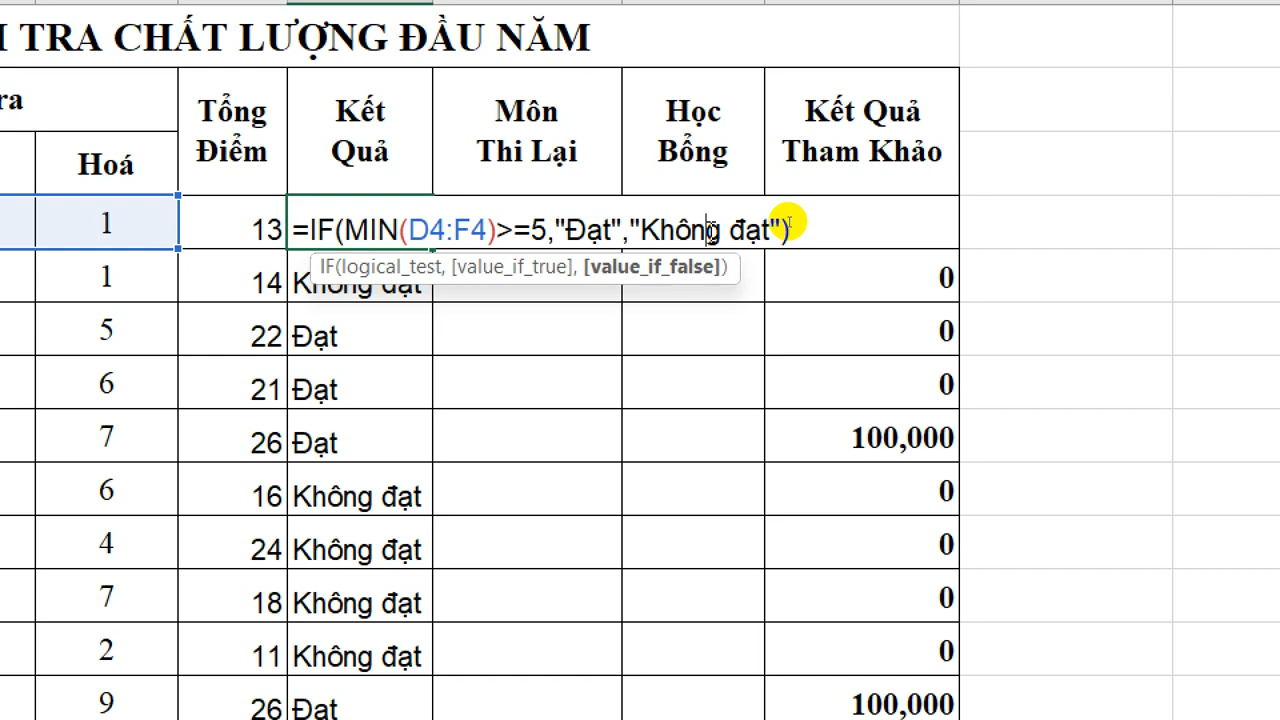 TRA CHẤT LƯỢNG ĐẦU NĂM
ra
Tổng Điểm
Kết Quả
Môn Thi Lại
Học Bổng
Kết Quả Tham Khảo
Hoá
1 13 =IF(MIN(D4:F4)>=5,"Đạt","Không đạt")
IF(logical_test, [value_if_true], [value_if_false])
1 14 Không đạt 0
5 22 Đạt 0
6 21 Đạt 0
7 26 Đạt 100,000
6 16 Không đạt 0
4 24 Không đạt 0
7 18 Không đạt 0
2 11 Không đạt 0
9 26 Đạt 100,000